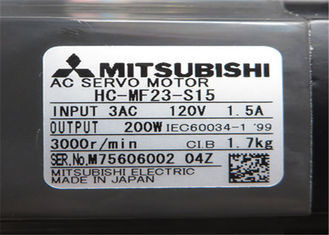 MITSUBISHI
AC SERVO MOTOR
HC-MF23-S15
INPUT 3AC 120V 1.5A
OUTPUT 200W IEC60034-1 '99
3000r/min CI.B 1.7kg
SER.No.M75606002 04Z
MITSUBISHI ELECTRIC
MADE IN JAPAN